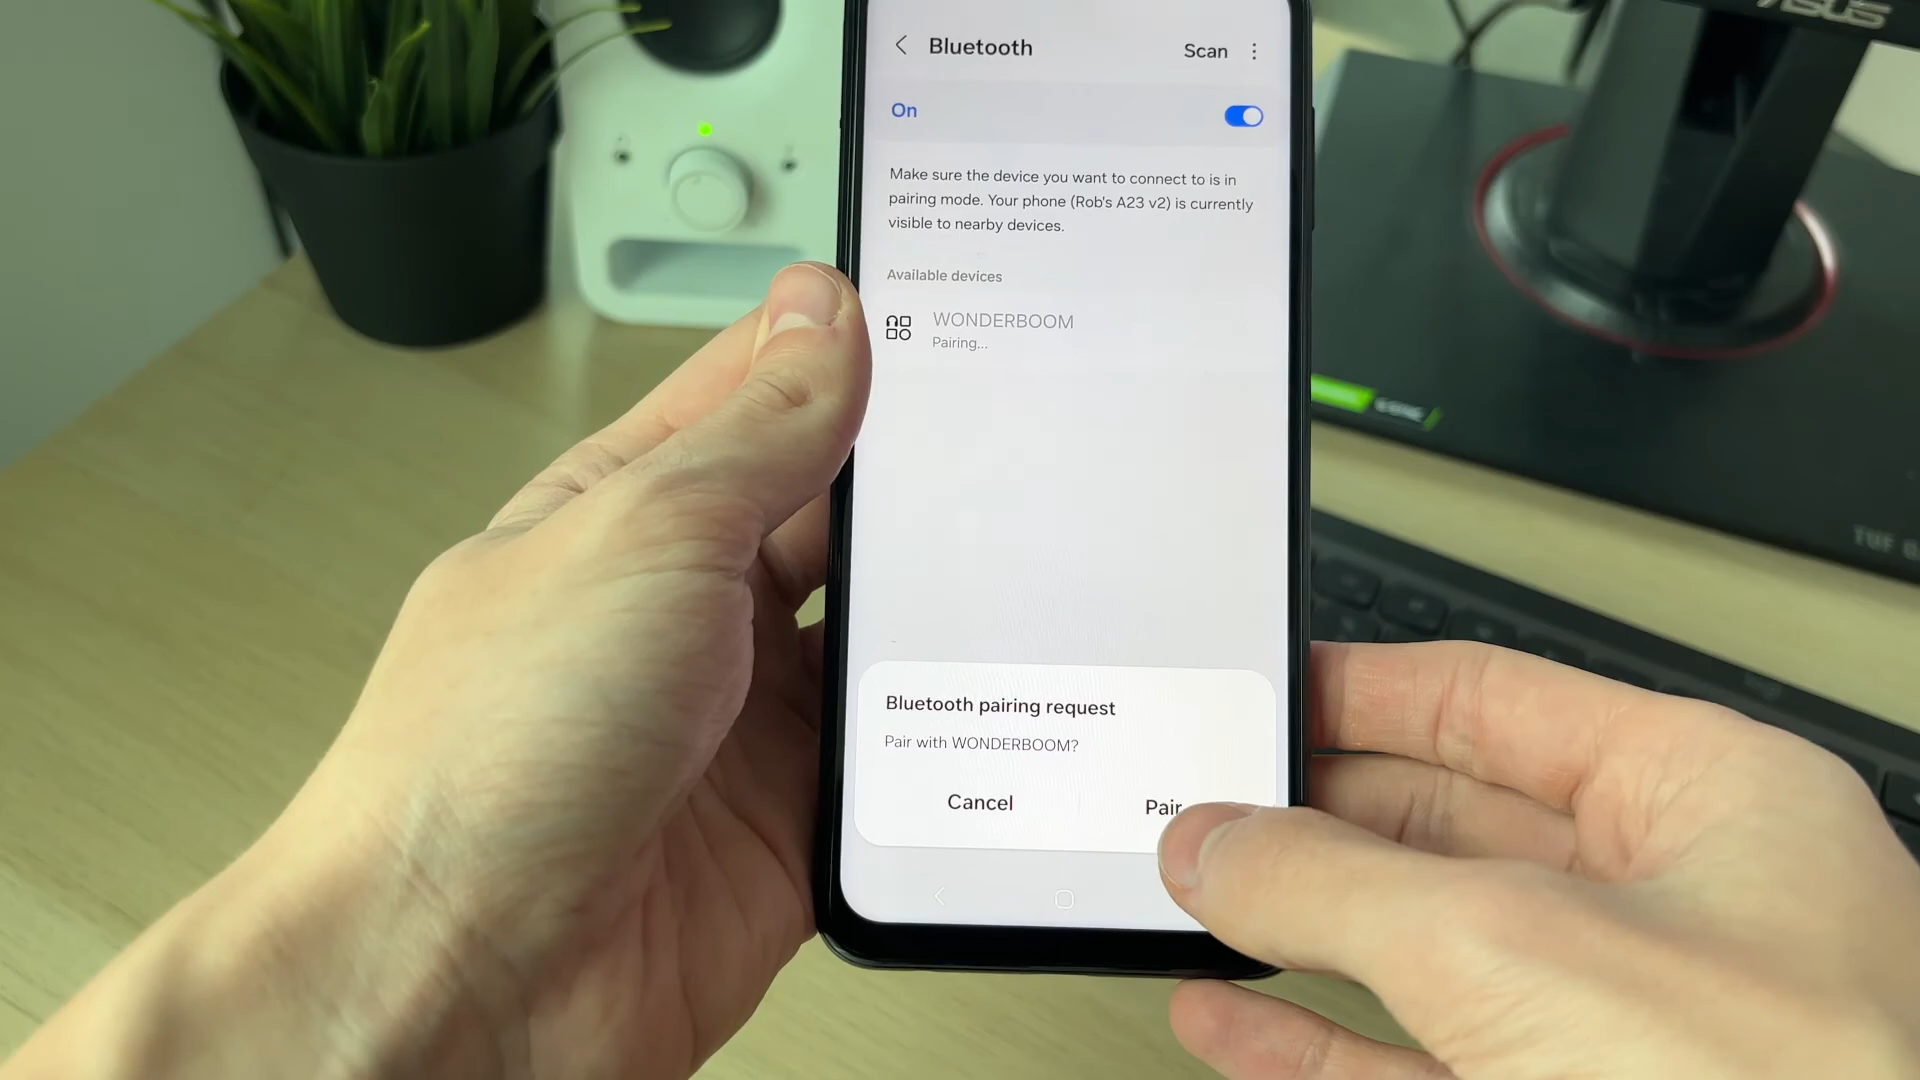 Bluetooth
Scan
On
Make sure the device you want to connect to is in
pairing mode. Your phone (Rob's A23 v2) is currently
visible to nearby devices.
Available devices
WONDERBOOM
Pairing...
Bluetooth pairing request
Pair with WONDERBOOM?
Cancel
Pair
ASUS
TUF G